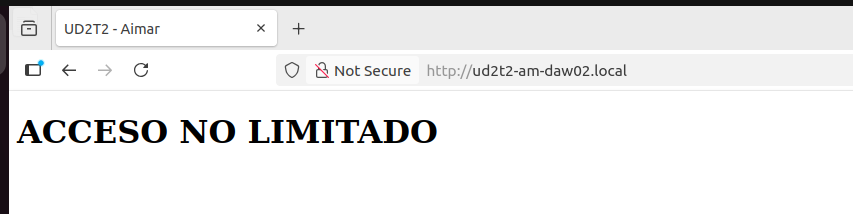 UD2T2 - Aimar
Not Secure http://ud2t2-am-daw02.local
ACCESO NO LIMITADO